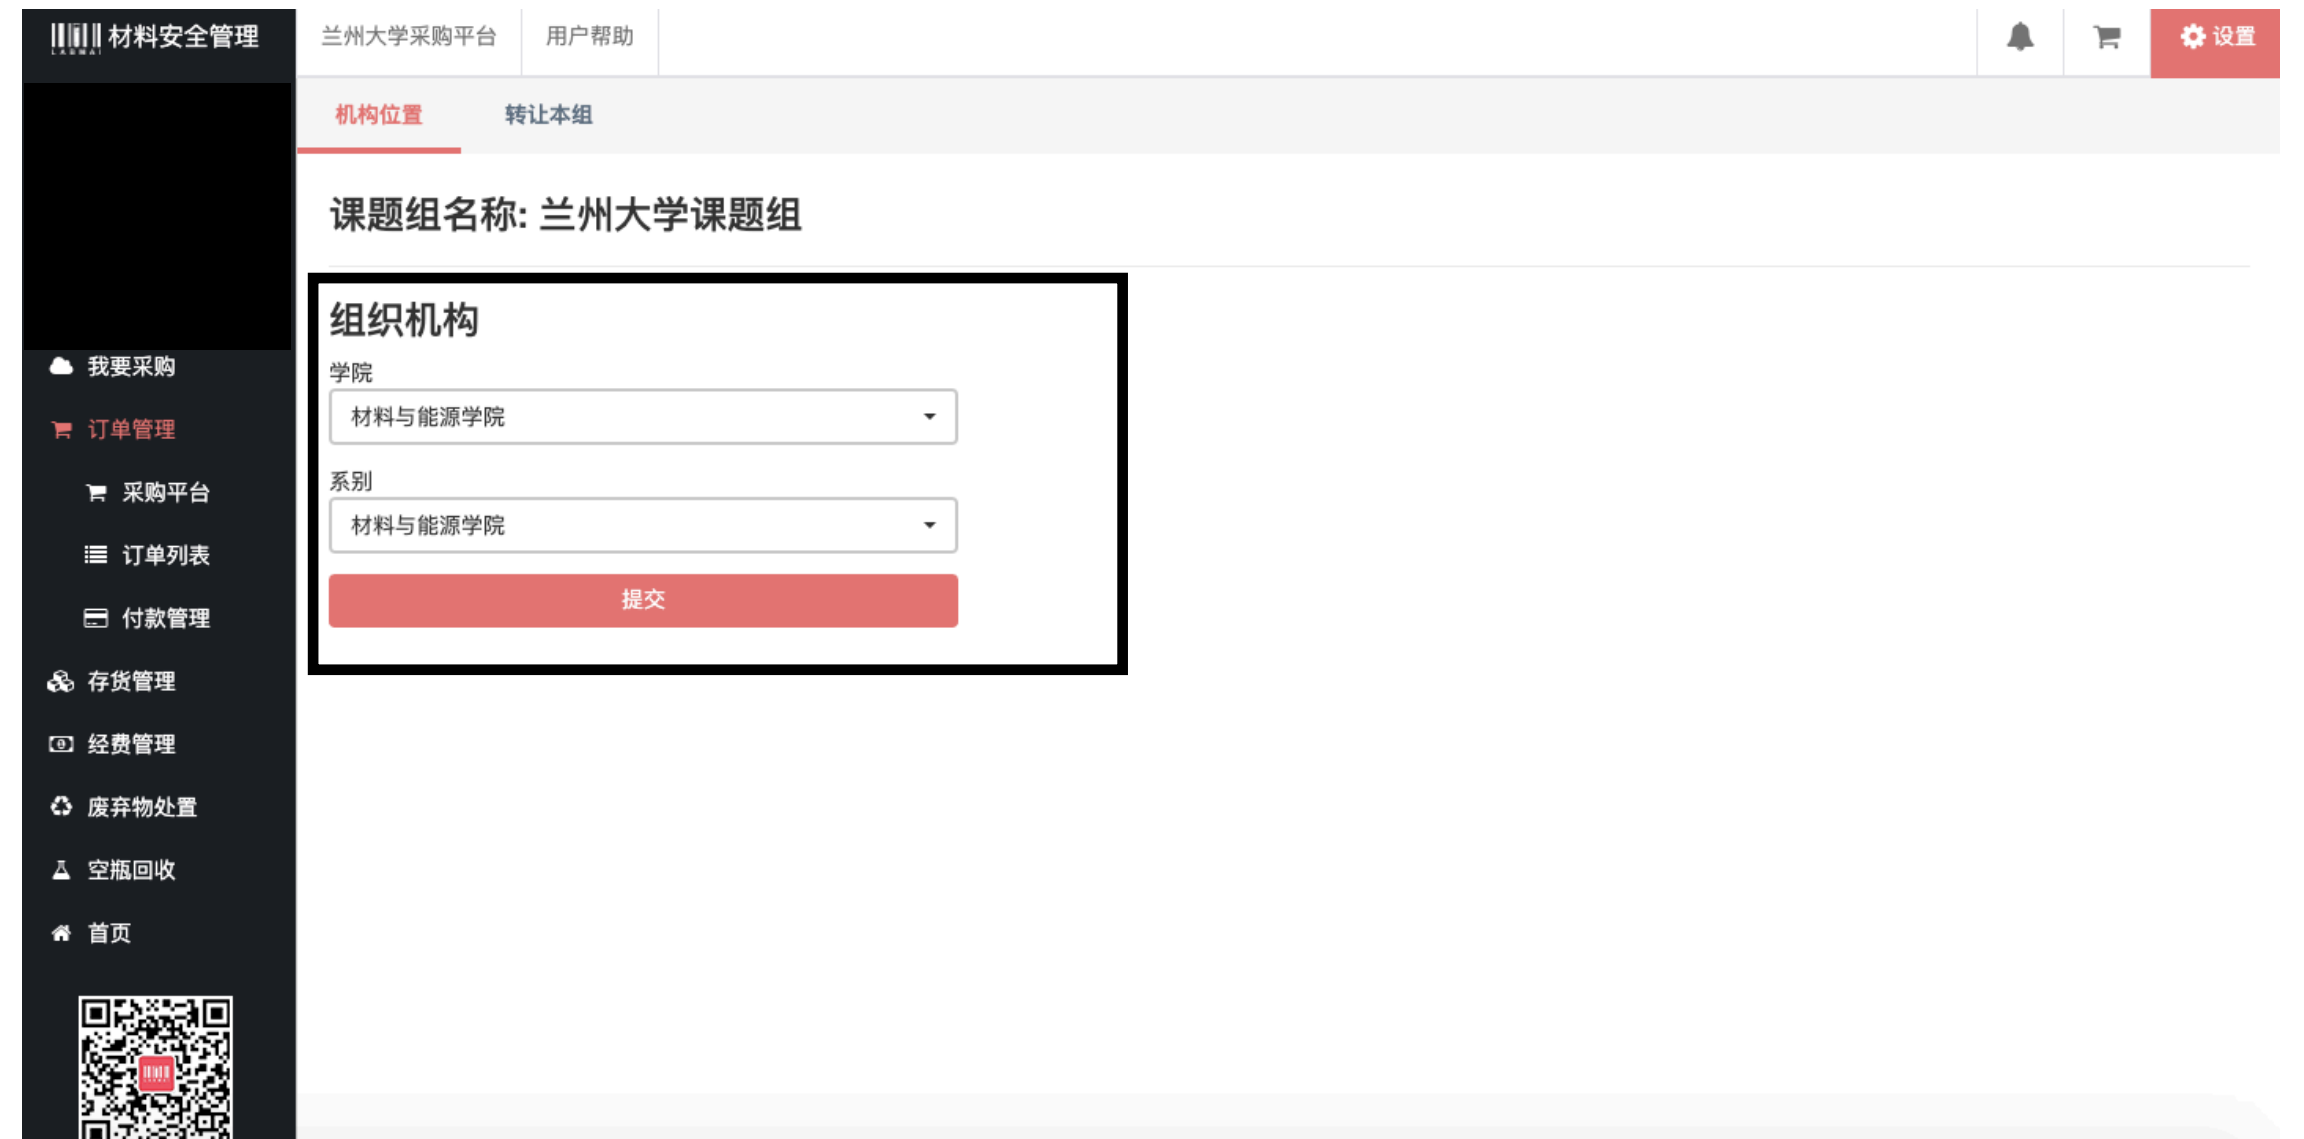 材料安全管理
LABMAI
兰州大学采购平台
用户帮助
设置
机构位置
转让本组
课题组名称: 兰州大学课题组
组织机构
学院
材料与能源学院
系别
材料与能源学院
提交
我要采购
订单管理
采购平台
订单列表
付款管理
存货管理
经费管理
废弃物处置
空瓶回收
首页